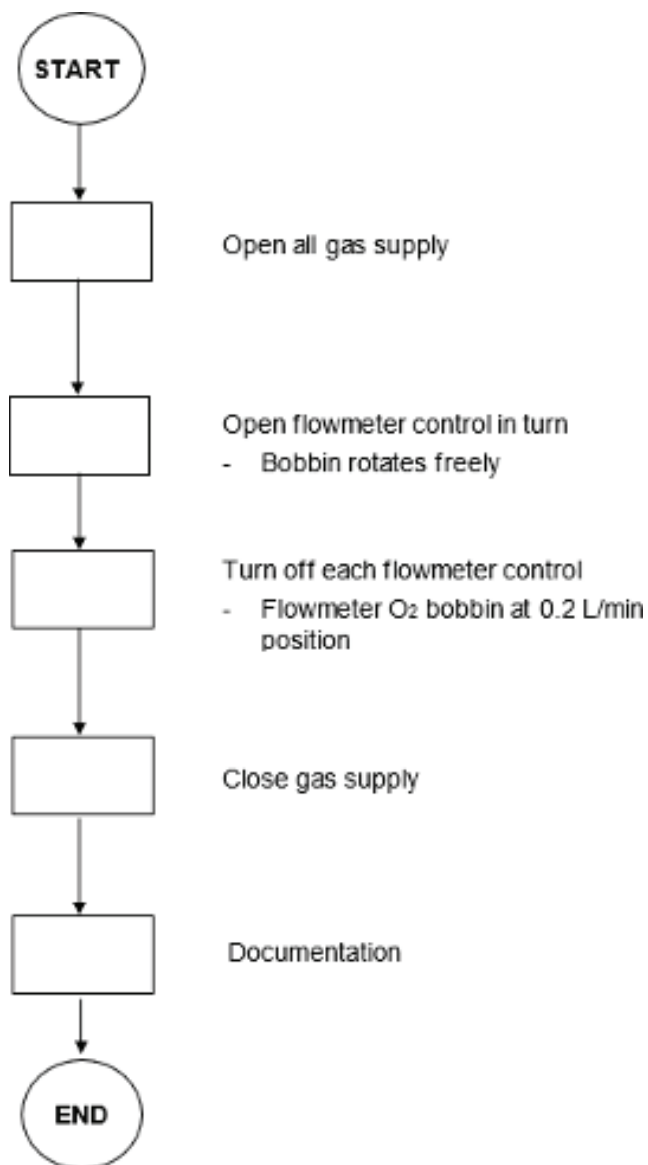 START
Open all gas supply
Open flowmeter control in turn
- Bobbin rotates freely
Turn off each flowmeter control
- Flowmeter O₂ bobbin at 0.2 L/min
position
Close gas supply
Documentation
END